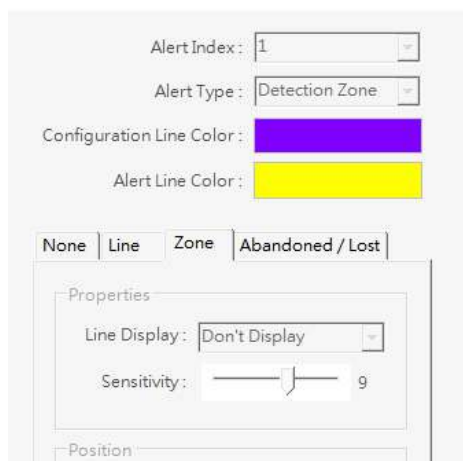 Alert Index : 1
Alert Type : Detection Zone
Configuration Line Color :
Alert Line Color :
None Line Zone Abandoned / Lost
Properties
Line Display : Don't Display
Sensitivity : 9
Position